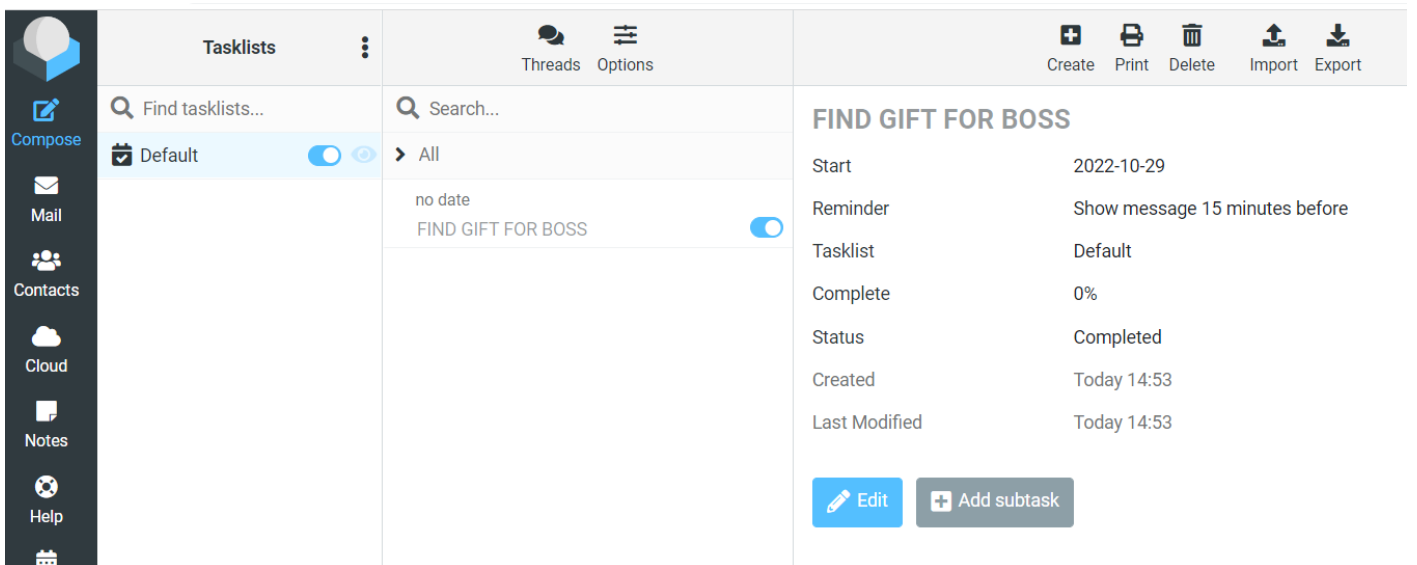 Tasklists
Threads Options
Create Print Delete Import Export
Compose
Mail
Contacts
Cloud
Notes
Help
Find tasklists...
Default
Search...
All
no date
FIND GIFT FOR BOSS
FIND GIFT FOR BOSS
Start 2022-10-29
Reminder Show message 15 minutes before
Tasklist Default
Complete 0%
Status Completed
Created Today 14:53
Last Modified Today 14:53
Edit Add subtask